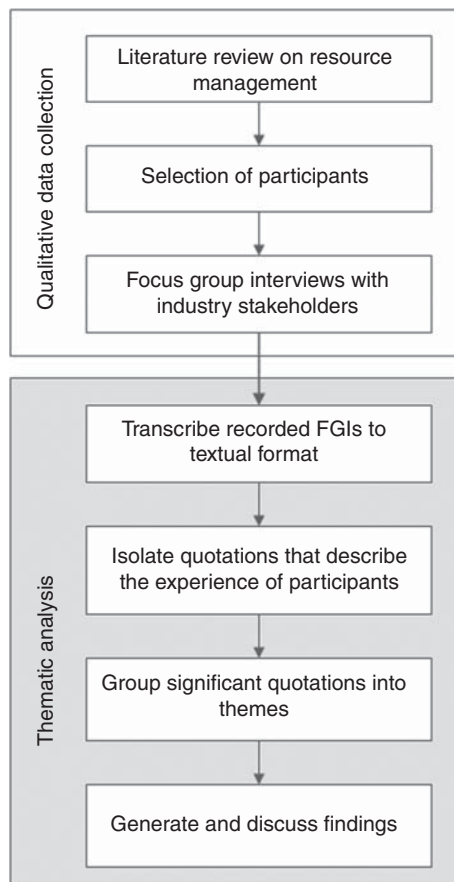 Qualitative data collection
Literature review on resource
management
Selection of participants
Focus group interviews with
industry stakeholders
Thematic analysis
Transcribe recorded FGIs to
textual format
Isolate quotations that describe
the experience of participants
Group significant quotations into
themes
Generate and discuss findings